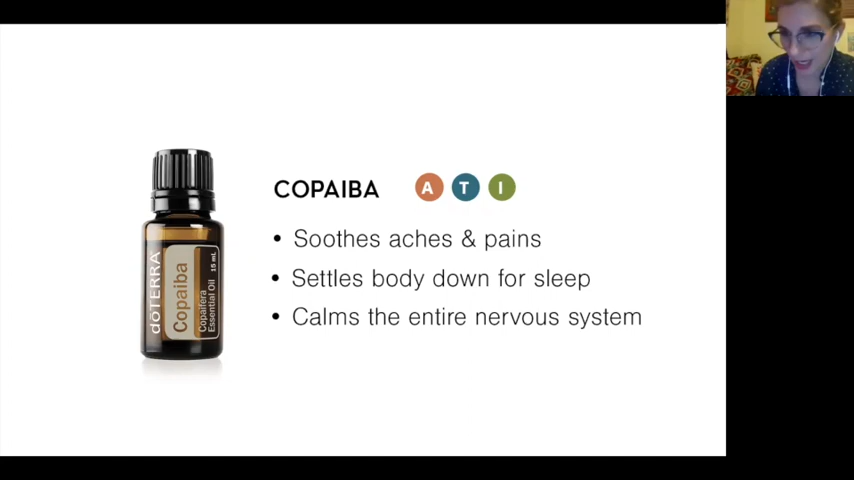 COPAIBA A T I
• Soothes aches & pains
• Settles body down for sleep
• Calms the entire nervous system
dōTERRA
Copaiba
Copaifera
Essential Oil 15 mL